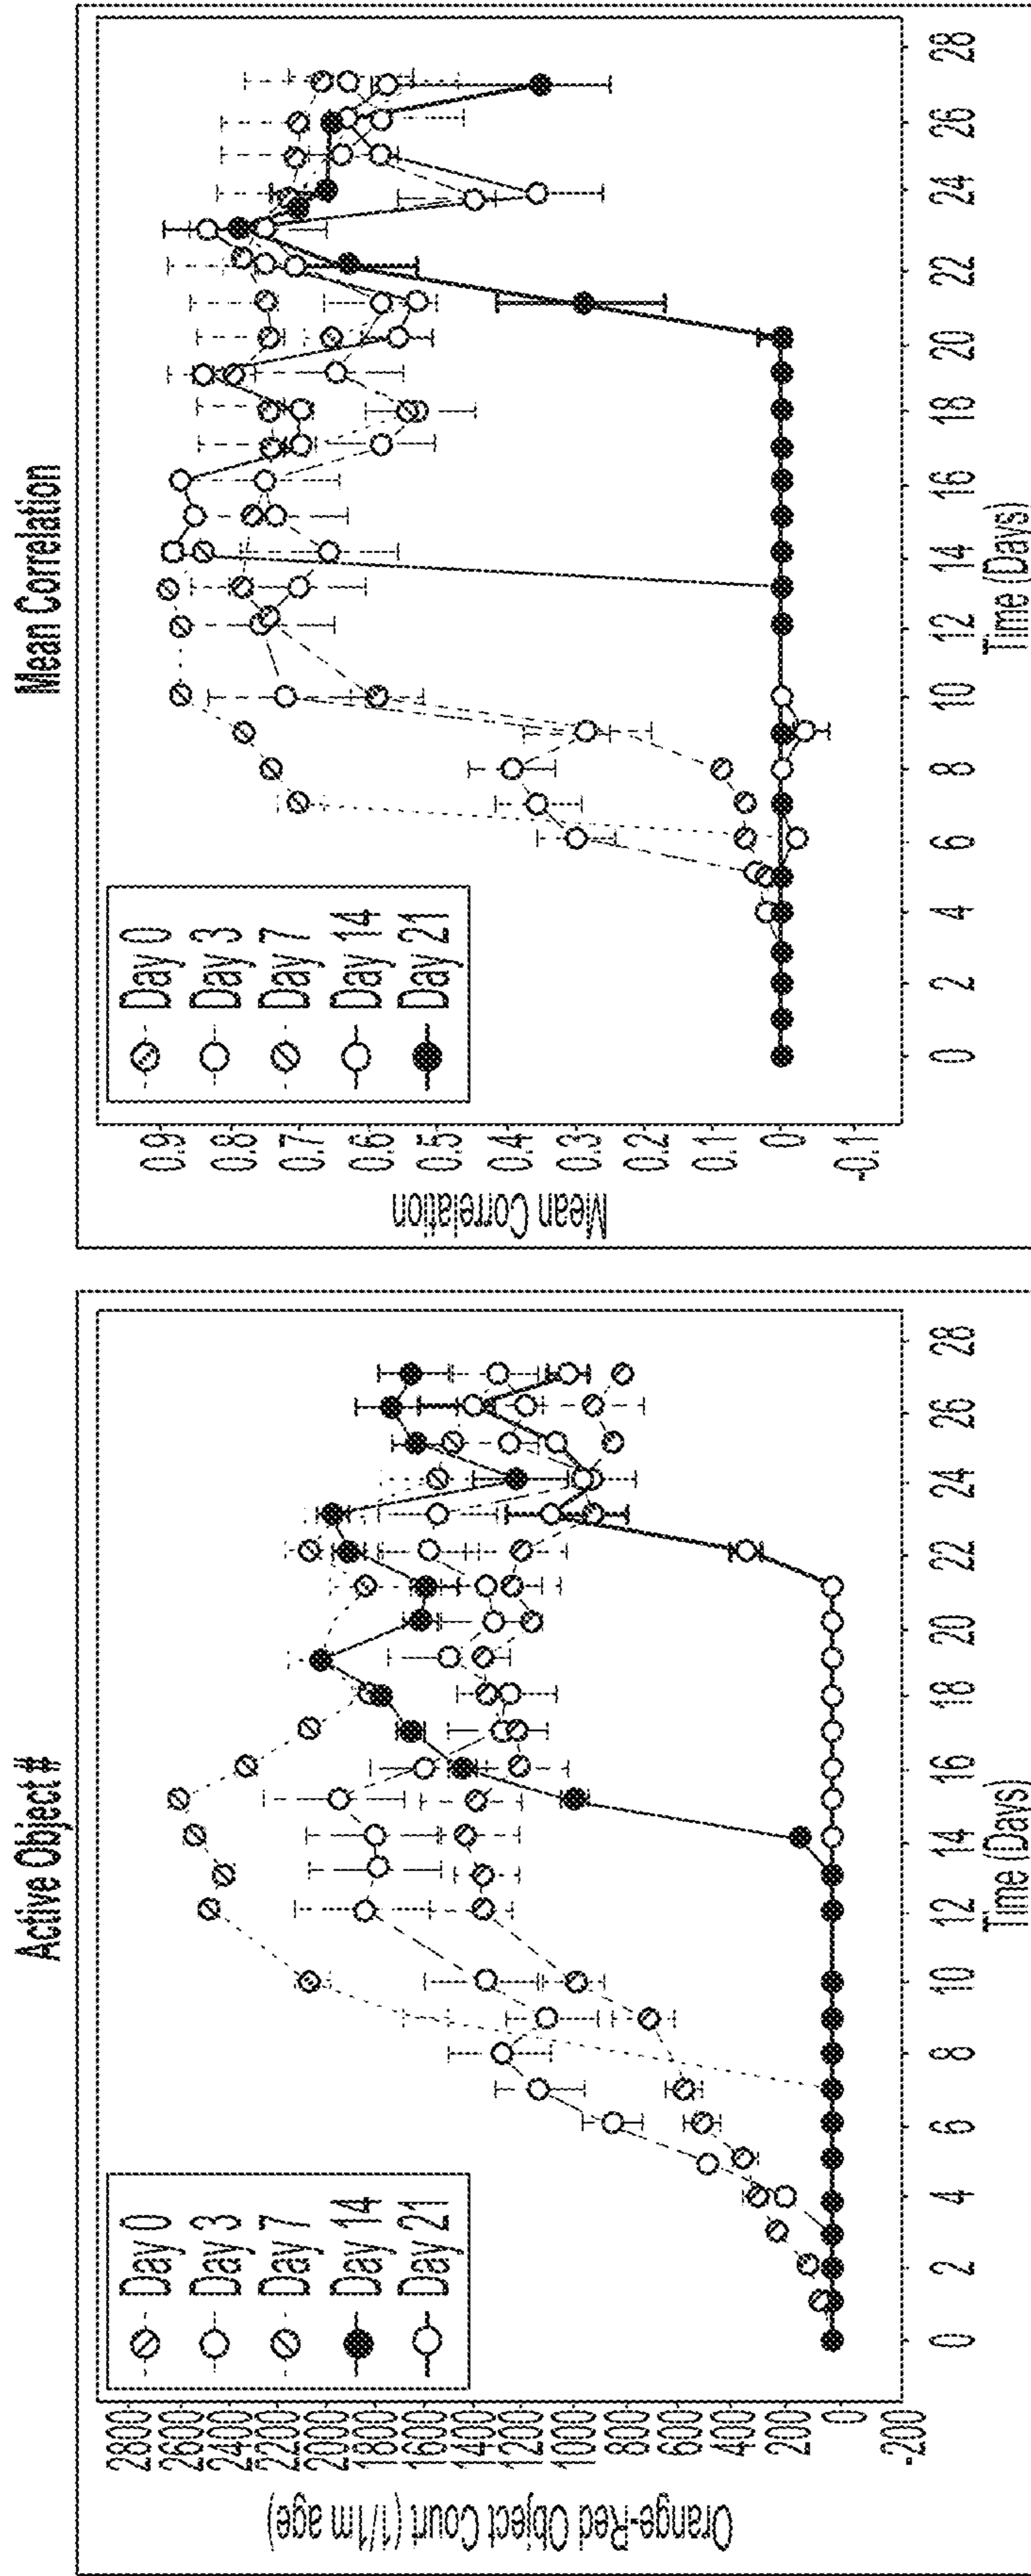 Active Object #
Orange-Red Object Court (1/1m age)
2800
2600
2400
2200
2000
1800
1600
1400
1200
1000
800
600
400
200
0
-200
Day 0
Day 3
Day 7
Day 14
Day 21
0 2 4 6 8 10 12 14 16 18 20 22 24 26 28
Time (Days)
Mean Correlation
Mean Correlation
0.9
0.8
0.7
0.6
0.5
0.4
0.3
0.2
0.1
0
-0.1
Day 0
Day 3
Day 7
Day 14
Day 21
0 2 4 6 8 10 12 14 16 18 20 22 24 26 28
Time (Days)